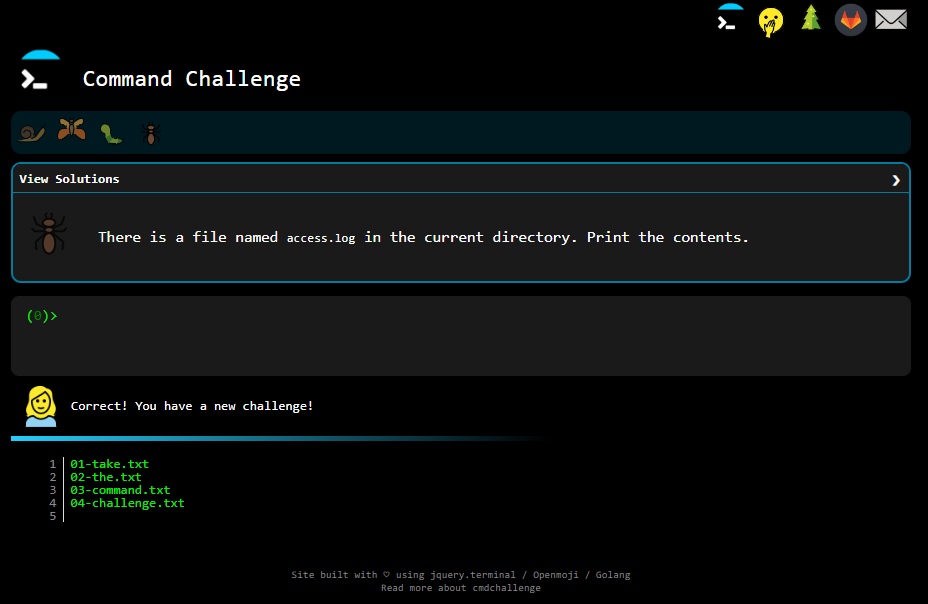 Command Challenge
View Solutions
There is a file named access.log in the current directory. Print the contents.
(0)>
Correct! You have a new challenge!
1 01-take.txt
2 02-the.txt
3 03-command.txt
4 04-challenge.txt
5
Site built with ♡ using jquery.terminal / Openmoji / Golang
Read more about cmdchallenge